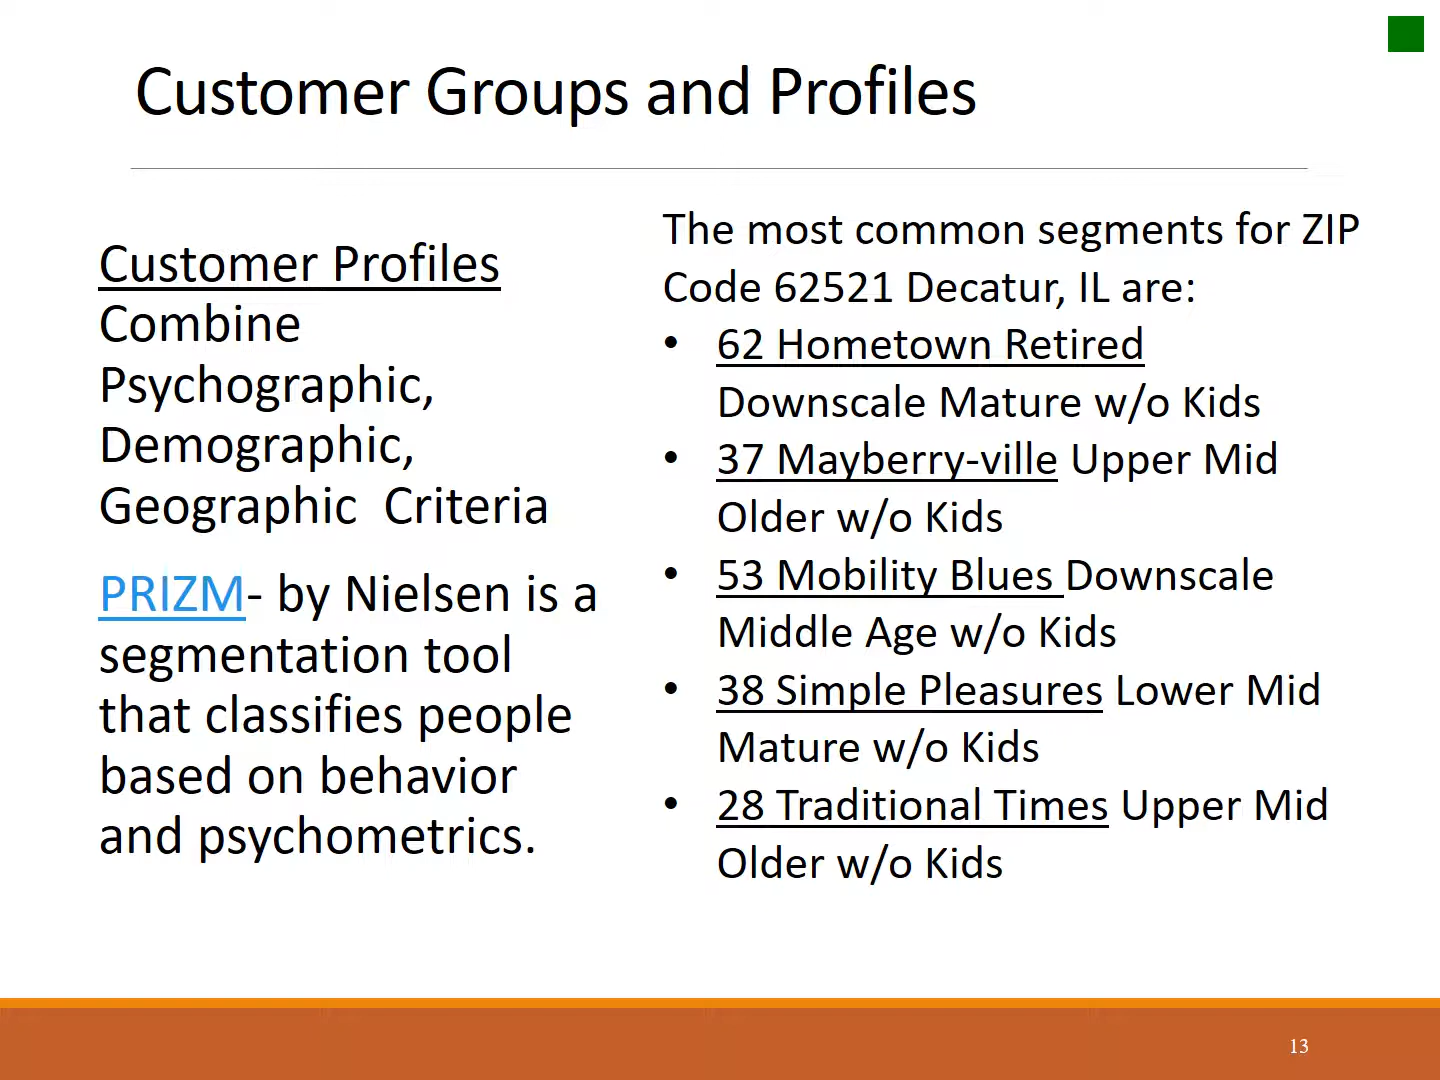 Customer Groups and Profiles
Customer Profiles
Combine
Psychographic,
Demographic,
Geographic  Criteria
PRIZM- by Nielsen is a
segmentation tool
that classifies people
based on behavior
and psychometrics.
The most common segments for ZIP
Code 62521 Decatur, IL are:
• 62 Hometown Retired
Downscale Mature w/o Kids
• 37 Mayberry-ville Upper Mid
Older w/o Kids
• 53 Mobility Blues Downscale
Middle Age w/o Kids
• 38 Simple Pleasures Lower Mid
Mature w/o Kids
• 28 Traditional Times Upper Mid
Older w/o Kids
13